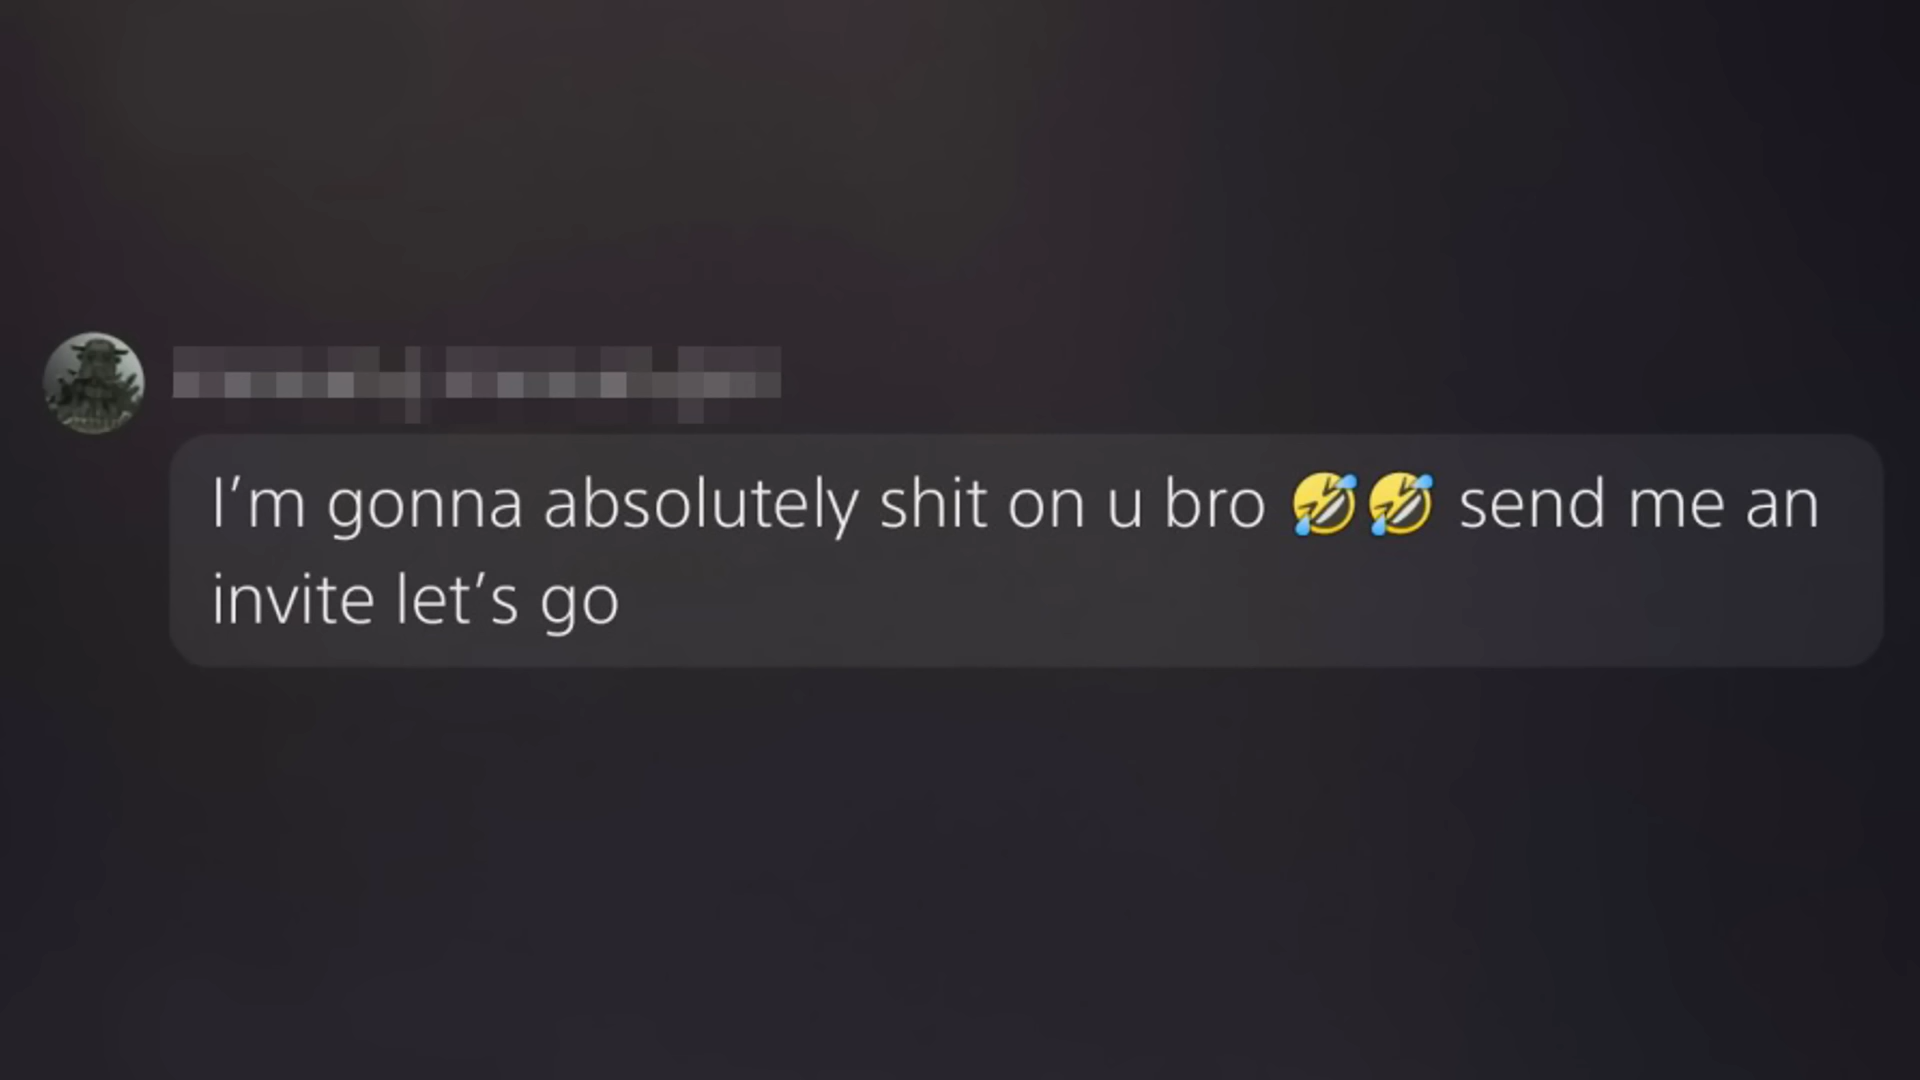 I’m gonna absolutely shit on u bro 🤣🤣 send me an
invite let’s go